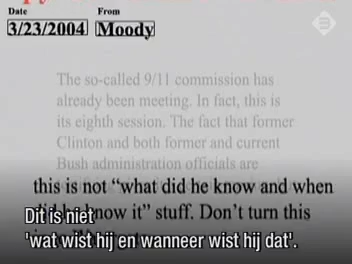 Date From
3/23/2004 Moody
The so-called 9/11 commission has
already been meeting. In fact, this is
its eighth session. The fact that former
Clinton and both former and current
Bush administration officials are
this is not “what did he know and when
did he know it” stuff. Don’t turn this
Dit is niet
'wat wist hij en wanneer wist hij dat'.